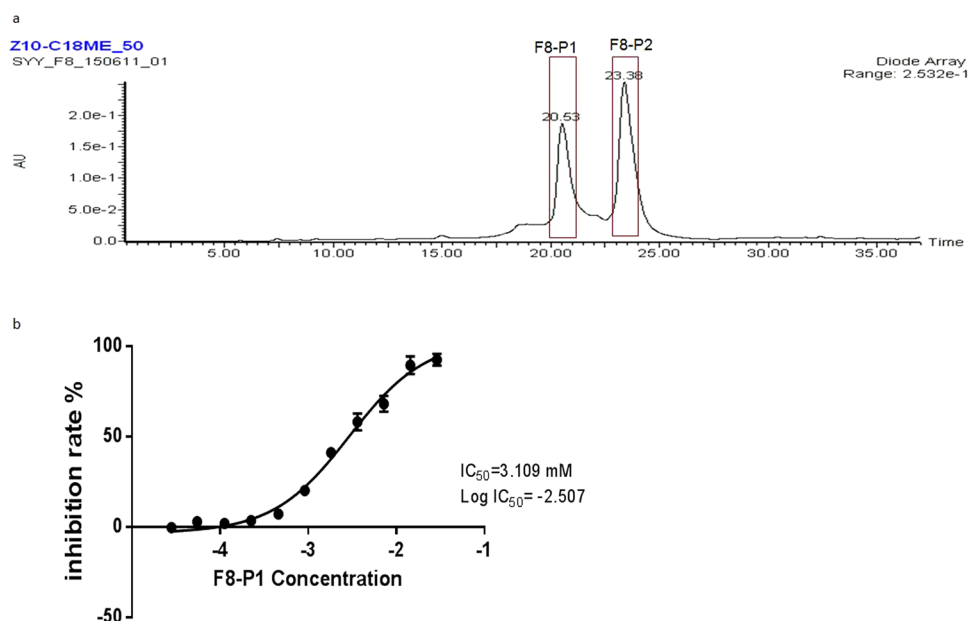 a
Z10-C18ME_50
SYY_F8_150611_01
F8-P1
F8-P2
Diode Array
Range: 2.532e-1
20.53
23.38
AU
2.0e-1
1.5e-1
1.0e-1
5.0e-2
0.0
5.00
10.00
15.00
20.00
25.00
30.00
35.00
Time
b
inhibition rate %
100
50
0
-50
-4
-3
-2
-1
F8-P1 Concentration
IC50=3.109 mM
Log IC50= -2.507